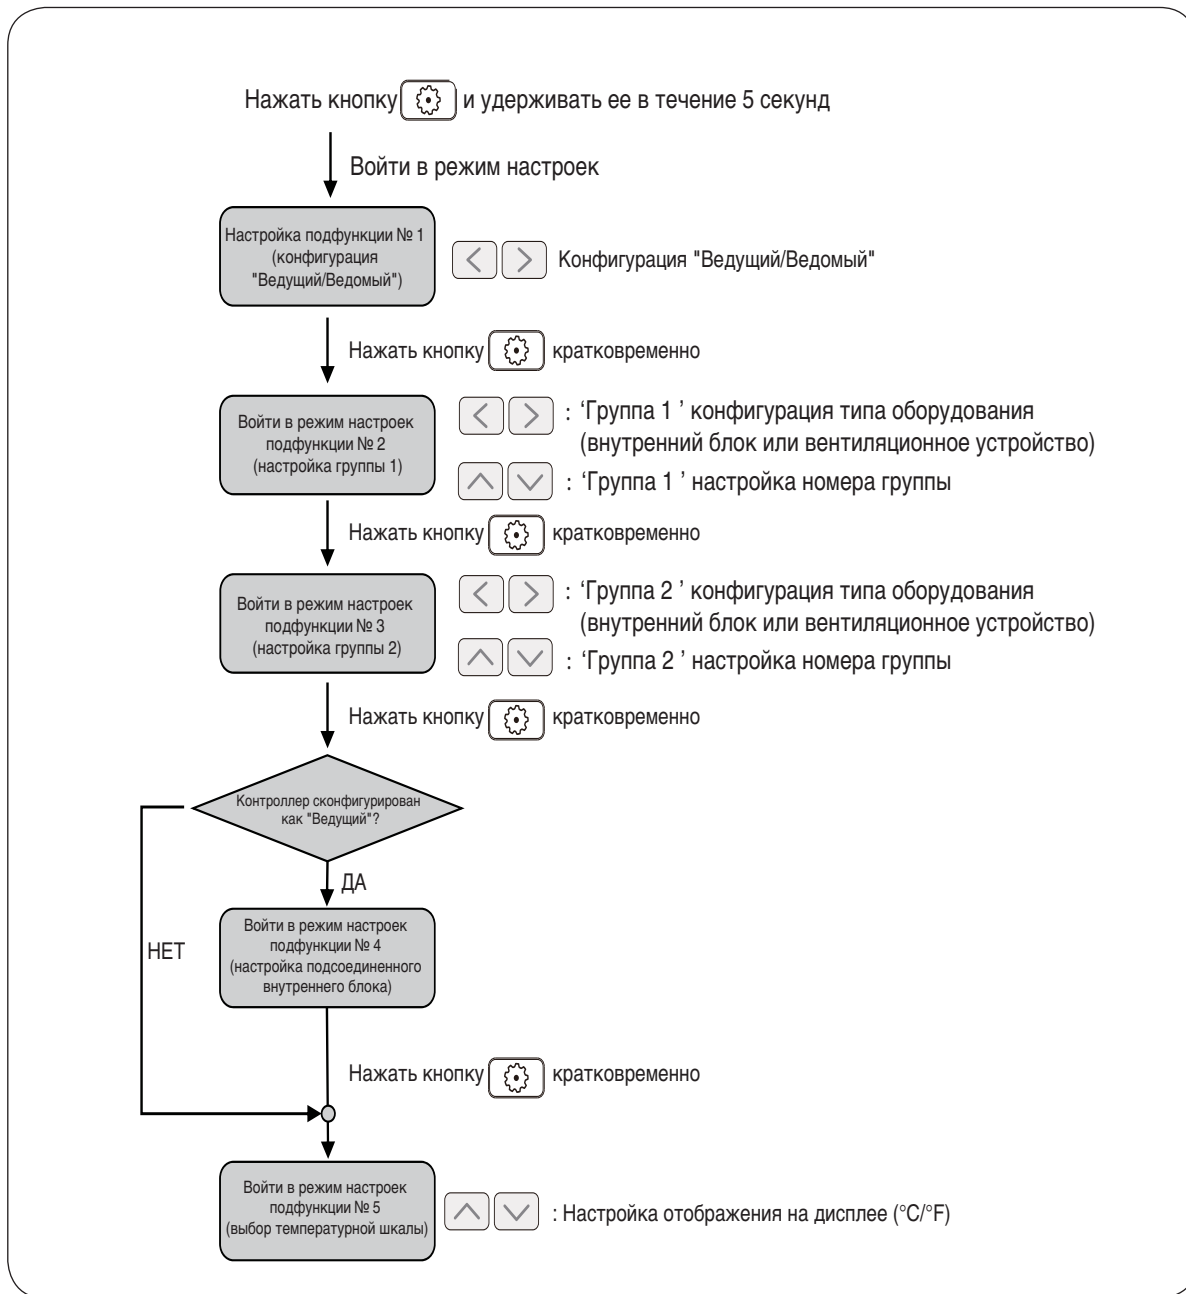 Нажать кнопку и удерживать ее в течение 5 секунд
Войти в режим настроек
Настройка подфункции № 1
(конфигурация
"Ведущий/Ведомый")
Конфигурация "Ведущий/Ведомый"
Нажать кнопку кратковременно
Войти в режим настроек
подфункции № 2
(настройка группы 1)
: ‘Группа 1 ’ конфигурация типа оборудования
(внутренний блок или вентиляционное устройство)
: ‘Группа 1 ’ настройка номера группы
Нажать кнопку кратковременно
Войти в режим настроек
подфункции № 3
(настройка группы 2)
: ‘Группа 2 ’ конфигурация типа оборудования
(внутренний блок или вентиляционное устройство)
: ‘Группа 2 ’ настройка номера группы
Нажать кнопку кратковременно
Контроллер сконфигурирован
как "Ведущий"?
ДА
НЕТ
Войти в режим настроек
подфункции № 4
(настройка подсоединенного
внутреннего блока)
Нажать кнопку кратковременно
Войти в режим настроек
подфункции № 5
(выбор температурной шкалы)
: Настройка отображения на дисплее (°C/°F)